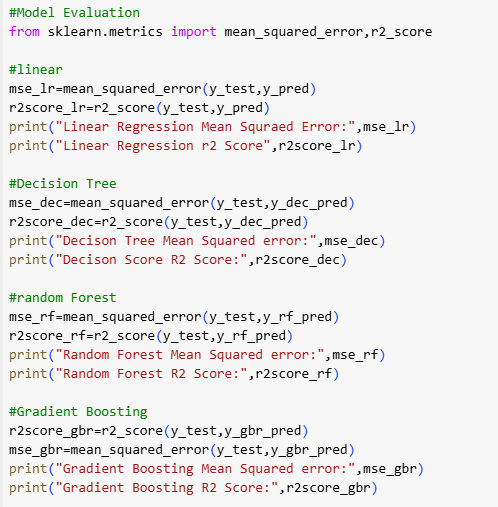 #Model Evaluation
from sklearn.metrics import mean_squared_error,r2_score
#linear
mse_lr=mean_squared_error(y_test,y_pred)
r2score_lr=r2_score(y_test,y_pred)
print("Linear Regression Mean Squraed Error:",mse_lr)
print("Linear Regression r2 Score",r2score_lr)
#Decision Tree
mse_dec=mean_squared_error(y_test,y_dec_pred)
r2score_dec=r2_score(y_test,y_dec_pred)
print("Decison Tree Mean Squared error:",mse_dec)
print("Decison Score R2 Score:",r2score_dec)
#random Forest
mse_rf=mean_squared_error(y_test,y_rf_pred)
r2score_rf=r2_score(y_test,y_rf_pred)
print("Random Forest Mean Squared error:",mse_rf)
print("Random Forest R2 Score:",r2score_rf)
#Gradient Boosting
r2score_gbr=r2_score(y_test,y_gbr_pred)
mse_gbr=mean_squared_error(y_test,y_gbr_pred)
print("Gradient Boosting Mean Squared error:",mse_gbr)
print("Gradient Boosting R2 Score:",r2score_gbr)